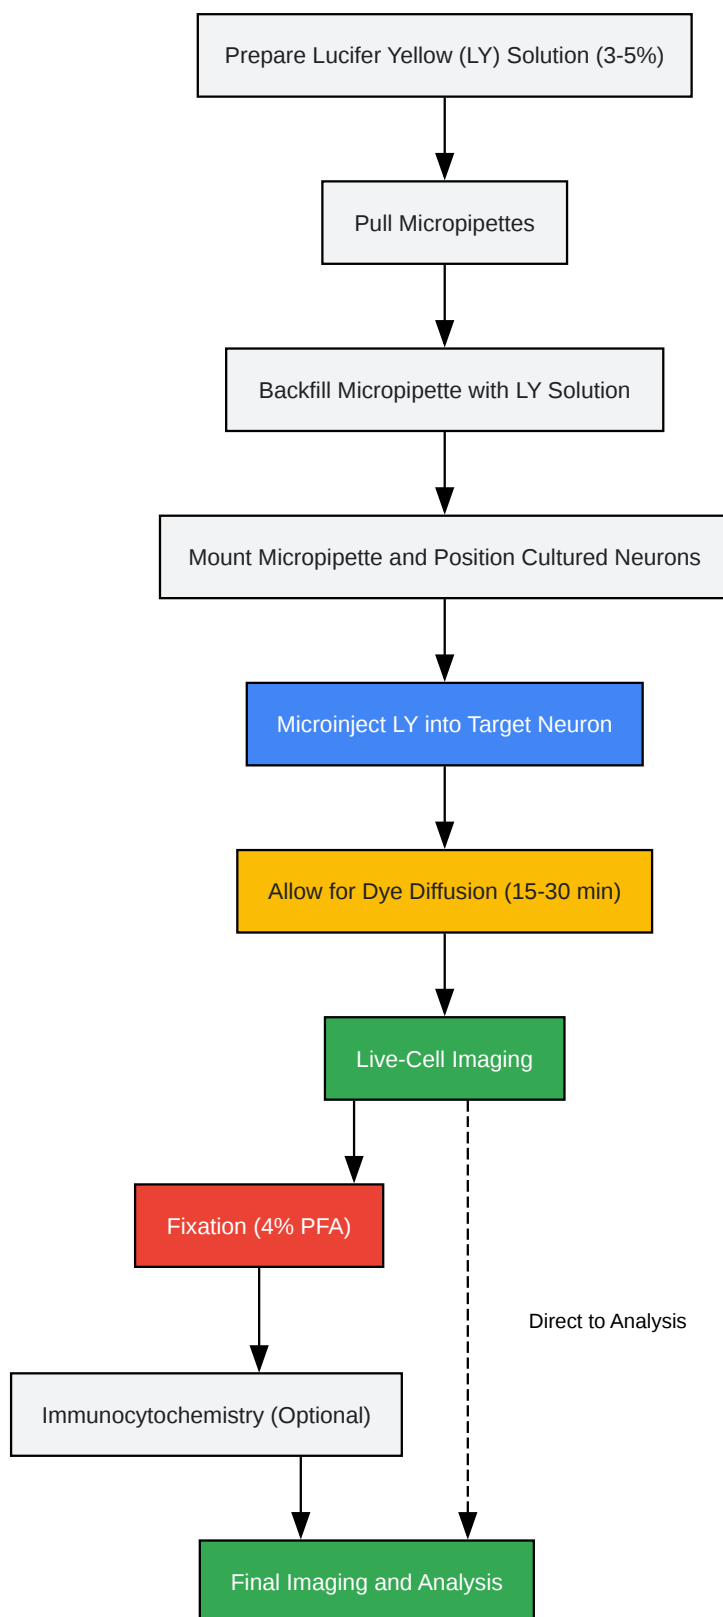 Prepare Lucifer Yellow (LY) Solution (3-5%)
Pull Micropipettes
Backfill Micropipette with LY Solution
Mount Micropipette and Position Cultured Neurons
Microinject LY into Target Neuron
Allow for Dye Diffusion (15-30 min)
Live-Cell Imaging
Fixation (4% PFA)
Direct to Analysis
Immunocytochemistry (Optional)
Final Imaging and Analysis